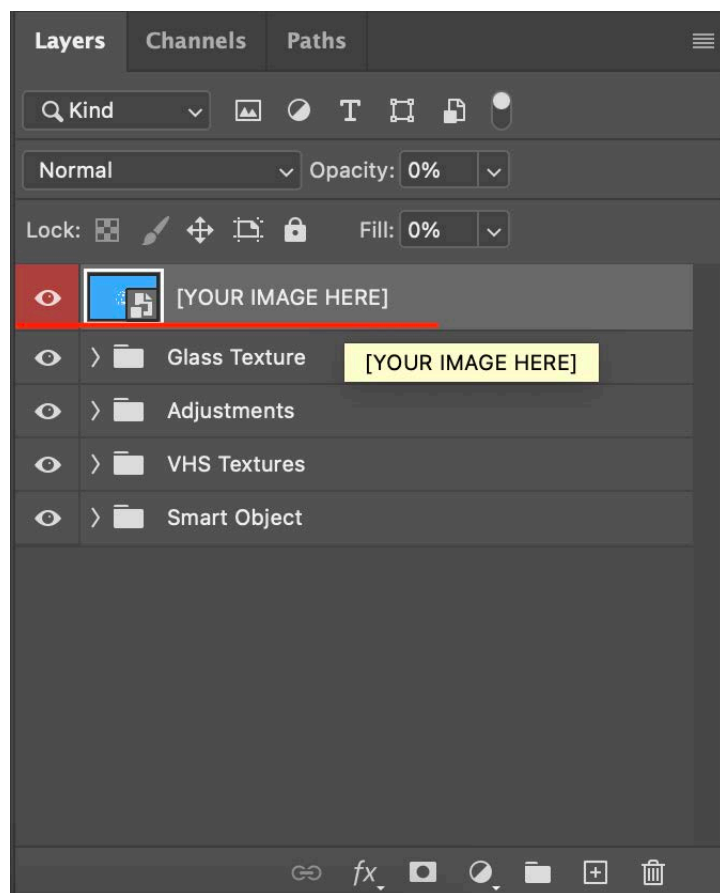 Layers Channels Paths
Kind
Normal Opacity: 0%
Lock: Fill: 0%
[YOUR IMAGE HERE]
Glass Texture
[YOUR IMAGE HERE]
Adjustments
VHS Textures
Smart Object
fx